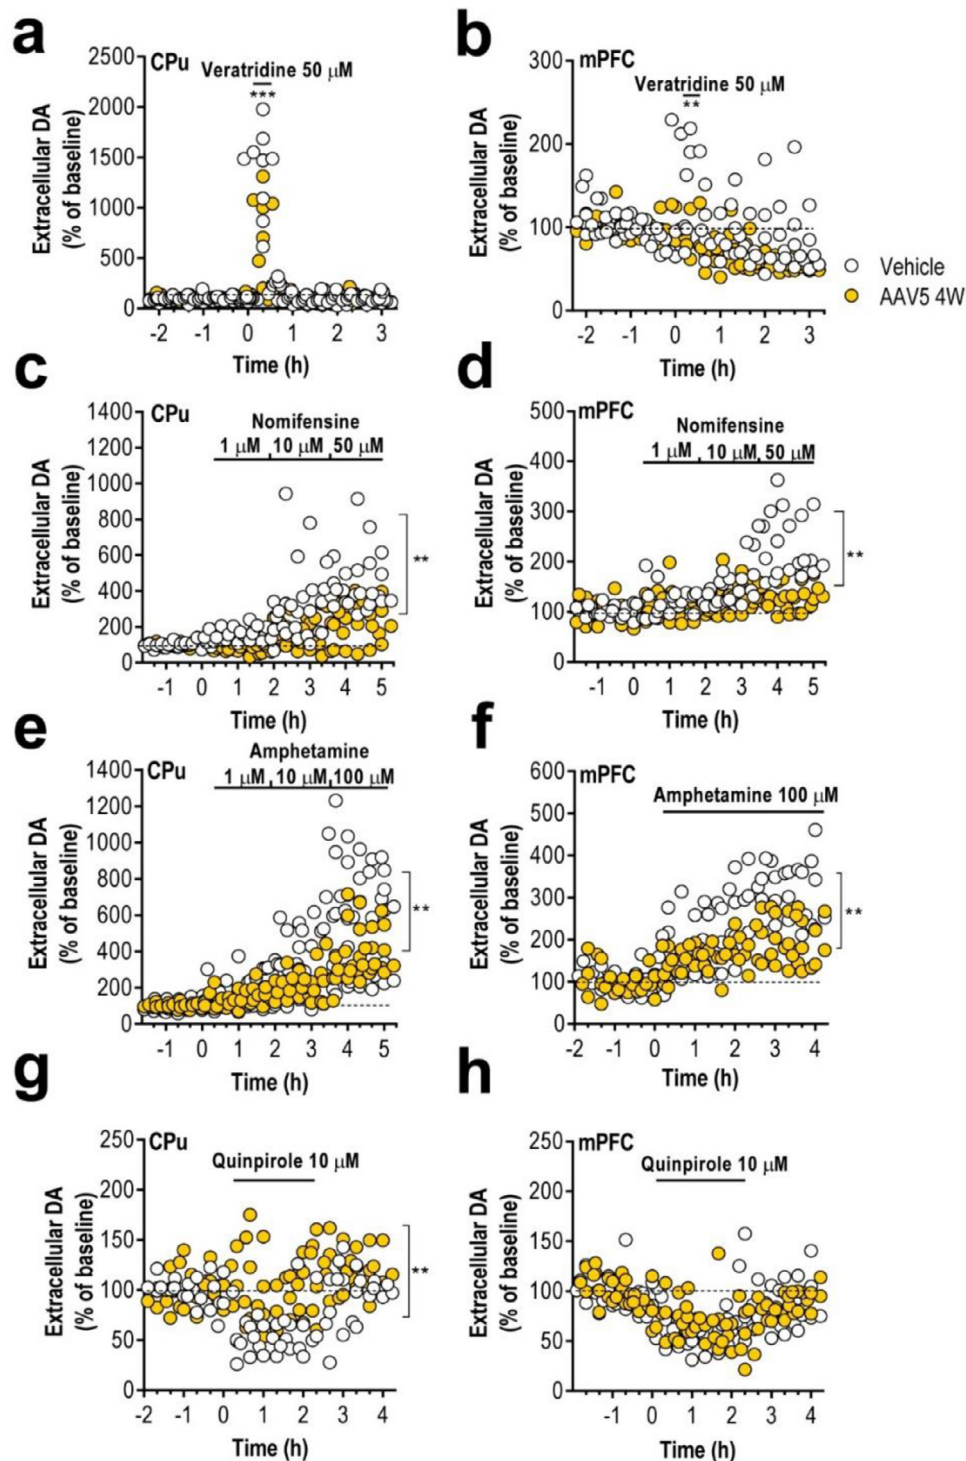 a
CPu
Veratridine 50 μM
***
Extracellular DA
(% of baseline)
2500
2000
1500
1000
500
0
-2 -1 0 1 2 3
Time (h)
b
mPFC
Veratridine 50 μM
**
Extracellular DA
(% of baseline)
300
200
100
0
-2 -1 0 1 2 3
Time (h)
Vehicle
AAV5 4W
c
CPu
Nomifensine
1 μM 10 μM 50 μM
**
Extracellular DA
(% of baseline)
1400
1200
1000
800
600
400
200
0
-1 0 1 2 3 4 5
Time (h)
d
mPFC
Nomifensine
1 μM 10 μM 50 μM
**
Extracellular DA
(% of baseline)
500
400
300
200
100
0
-1 0 1 2 3 4 5
Time (h)
e
CPu
Amphetamine
1 μM 10 μM 100 μM
**
Extracellular DA
(% of baseline)
1400
1200
1000
800
600
400
200
0
-1 0 1 2 3 4 5
Time (h)
f
mPFC
Amphetamine 100 μM
**
Extracellular DA
(% of baseline)
600
500
400
300
200
100
0
-2 -1 0 1 2 3 4
Time (h)
g
CPu
Quinpirole 10 μM
**
Extracellular DA
(% of baseline)
250
200
150
100
50
0
-2 -1 0 1 2 3 4
Time (h)
h
mPFC
Quinpirole 10 μM
Extracellular DA
(% of baseline)
250
200
150
100
50
0
-2 -1 0 1 2 3 4
Time (h)